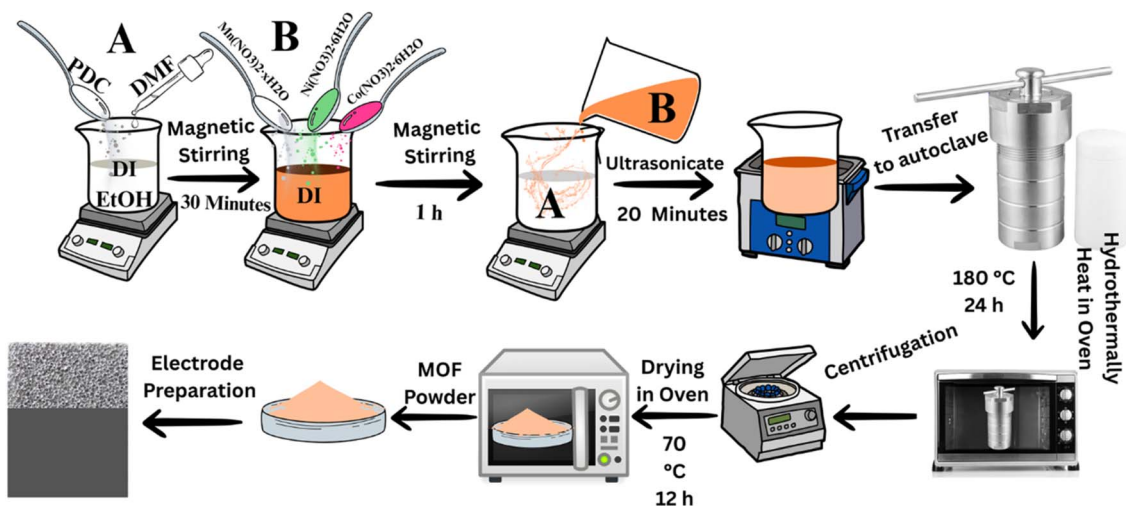 A
PDC
DMF
DI
EtOH
Magnetic
Stirring
30 Minutes
B
Mn(NO3)2·xH2O
Ni(NO3)2·6H2O
Co(NO3)2·6H2O
DI
Magnetic
Stirring
1 h
B
A
Ultrasonicate
20 Minutes
Transfer
to autoclave
180 °C
24 h
Hydrothermally
Heat in Oven
Centrifugation
Drying
in Oven
70
°C
12 h
MOF
Powder
Electrode
Preparation